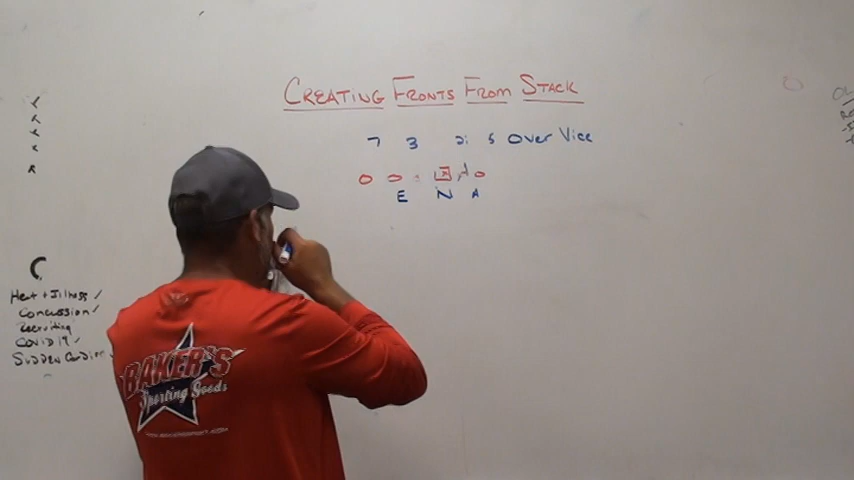 CREATING FRONTS FROM STACK
7 3 2i 5 Over Vice
E N A
Heat + Illness ✓
Concussion ✓
Recruiting
COVID 19 ✓
Sudden Cardiac
BAKER'S
Sporting Goods